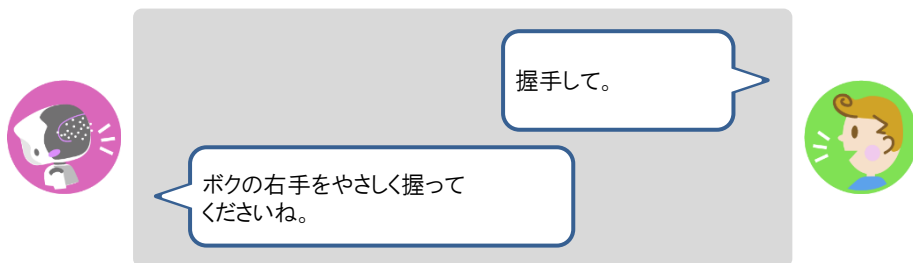 握手して。
ボクの右手をやさしく握って
くださいね。